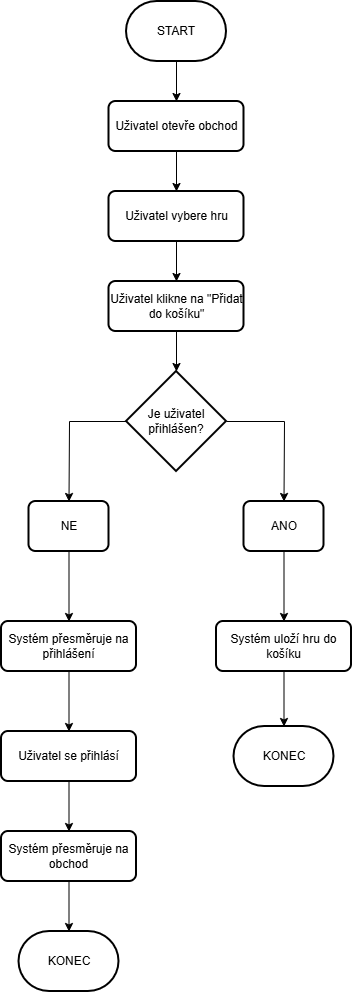 START
Uživatel otevře obchod
Uživatel vybere hru
Uživatel klikne na "Přidat
do košíku"
Je uživatel
přihlášen?
NE
ANO
Systém přesměruje na
přihlášení
Systém uloží hru do
košíku
Uživatel se přihlásí
KONEC
Systém přesměruje na
obchod
KONEC